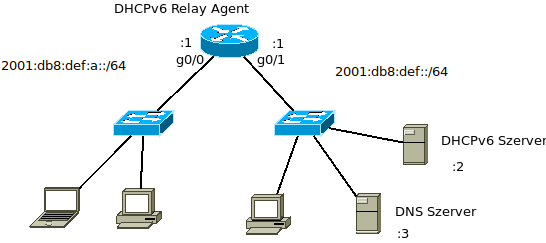 DHCPv6 Relay Agent
:1 :1
g0/0 g0/1
2001:db8:def:a::/64
2001:db8:def::/64
DHCPv6 Szerver
:2
DNS Szerver
:3